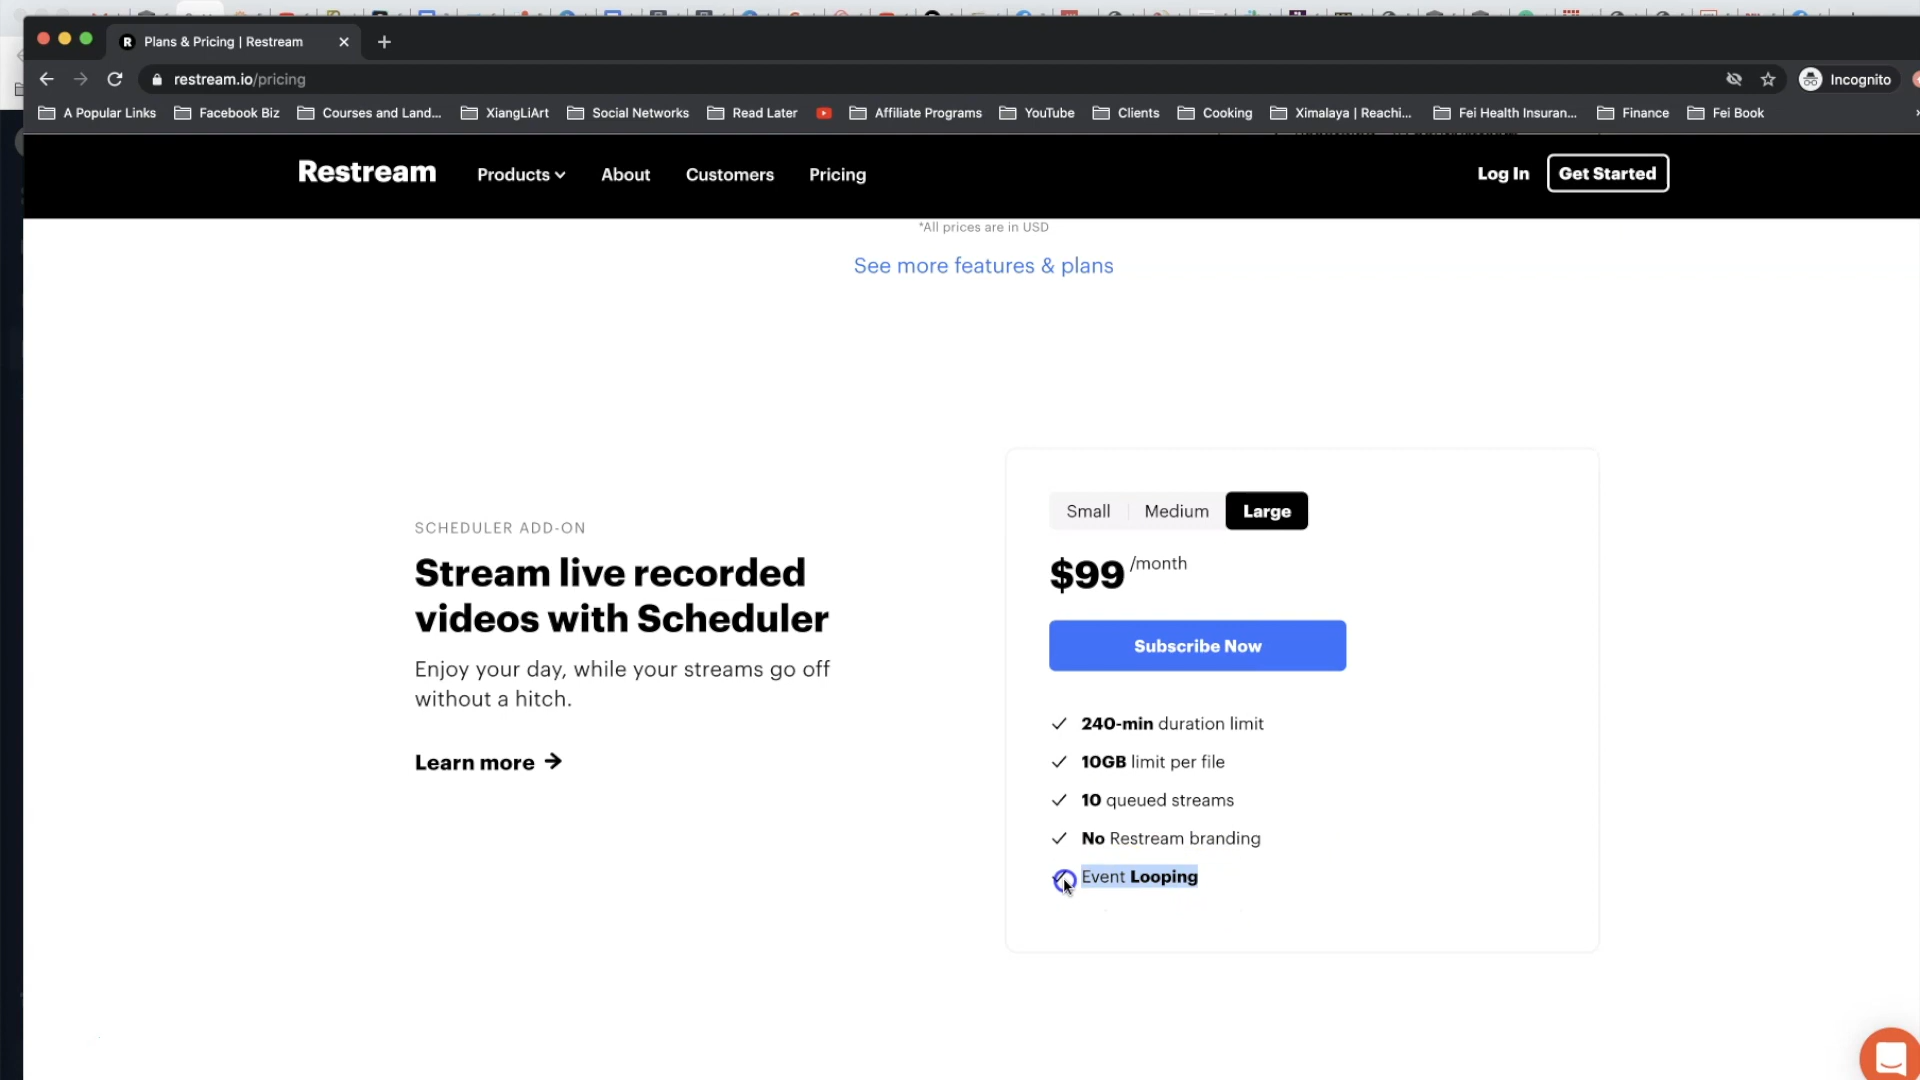 Plans & Pricing | Restream
restream.io/pricing
Incognito
A Popular Links
Facebook Biz
Courses and Land...
XiangLiArt
Social Networks
Read Later
Affiliate Programs
YouTube
Clients
Cooking
Ximalaya | Reachi...
Fei Health Insuran...
Finance
Fei Book
Restream
Products
About
Customers
Pricing
Log In
Get Started
*All prices are in USD
See more features & plans
SCHEDULER ADD-ON
Stream live recorded
videos with Scheduler
Enjoy your day, while your streams go off
without a hitch.
Learn more →
Small
Medium
Large
$99 /month
Subscribe Now
✓ 240-min duration limit
✓ 10GB limit per file
✓ 10 queued streams
✓ No Restream branding
✓ Event Looping